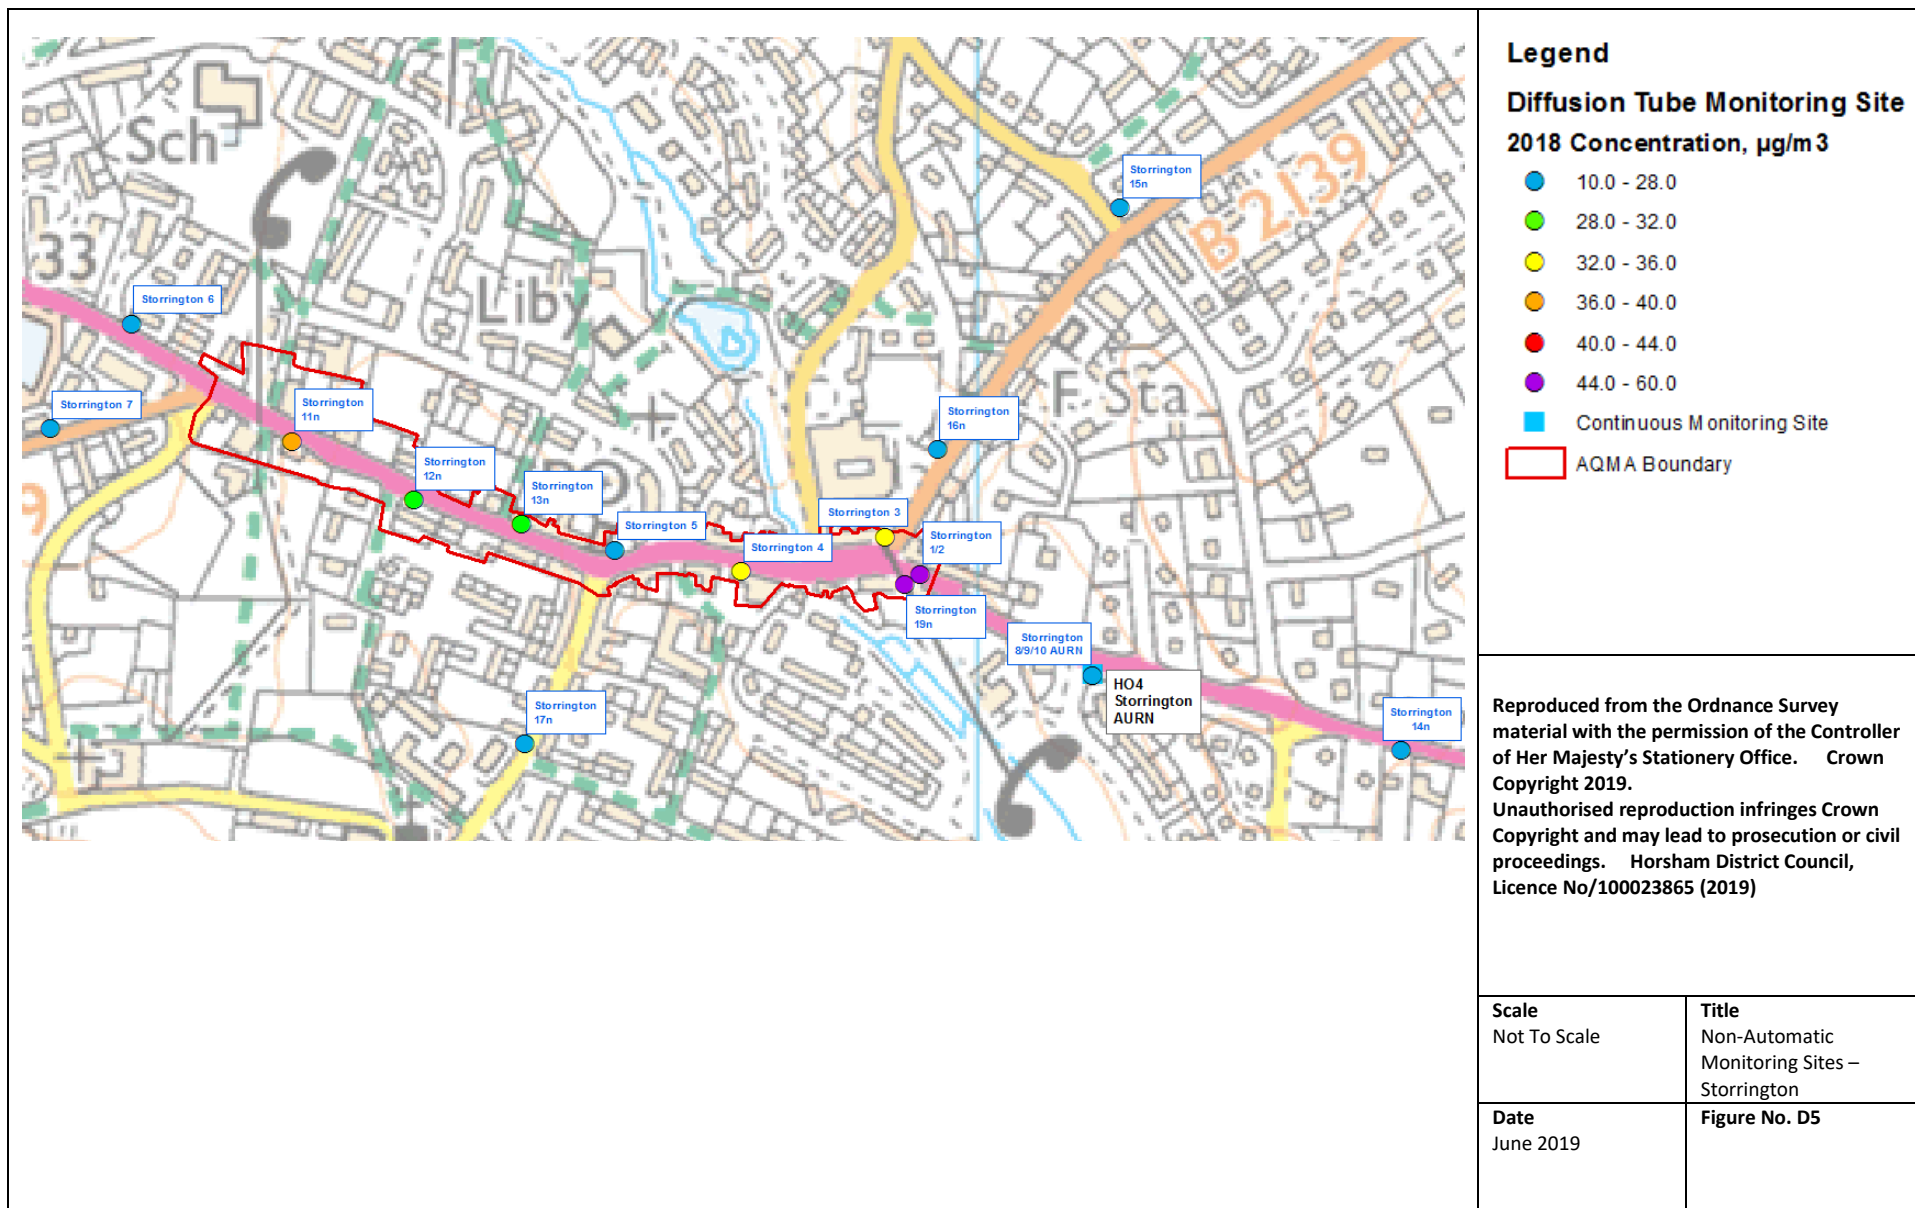 Sch
33
Liby
F Sta
B 2139
9
Storrington 6
Storrington 7
Storrington
11n
Storrington
12n
Storrington
13n
Storrington 5
Storrington 4
Storrington 3
Storrington
1/2
Storrington
19n
Storrington
15n
Storrington
16n
Storrington
17n
Storrington
8/9/10 AURN
HO4
Storrington
AURN
Storrington
14n
Legend
Diffusion Tube Monitoring Site
2018 Concentration, µg/m3
10.0 - 28.0
28.0 - 32.0
32.0 - 36.0
36.0 - 40.0
40.0 - 44.0
44.0 - 60.0
Continuous Monitoring Site
AQMA Boundary
Reproduced from the Ordnance Survey
material with the permission of the Controller
of Her Majesty’s Stationery Office. Crown
Copyright 2019.
Unauthorised reproduction infringes Crown
Copyright and may lead to prosecution or civil
proceedings. Horsham District Council,
Licence No/100023865 (2019)
Scale
Not To Scale
Title
Non-Automatic
Monitoring Sites –
Storrington
Date
June 2019
Figure No. D5